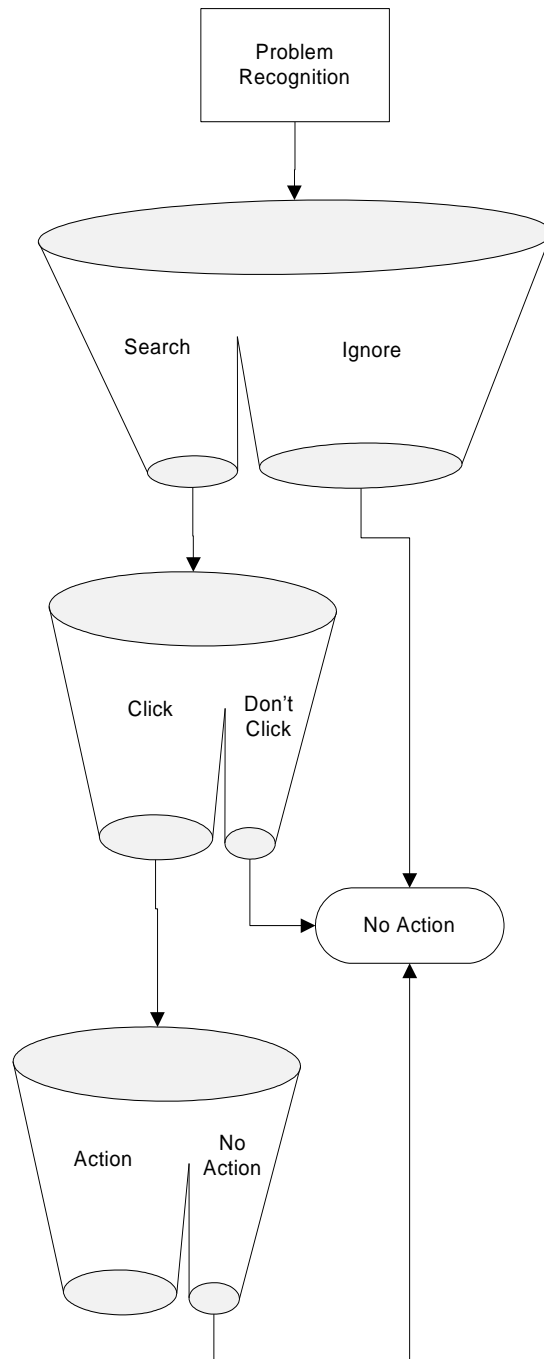 Problem
Recognition
Search
Ignore
Click
Don't
Click
No Action
Action
No
Action